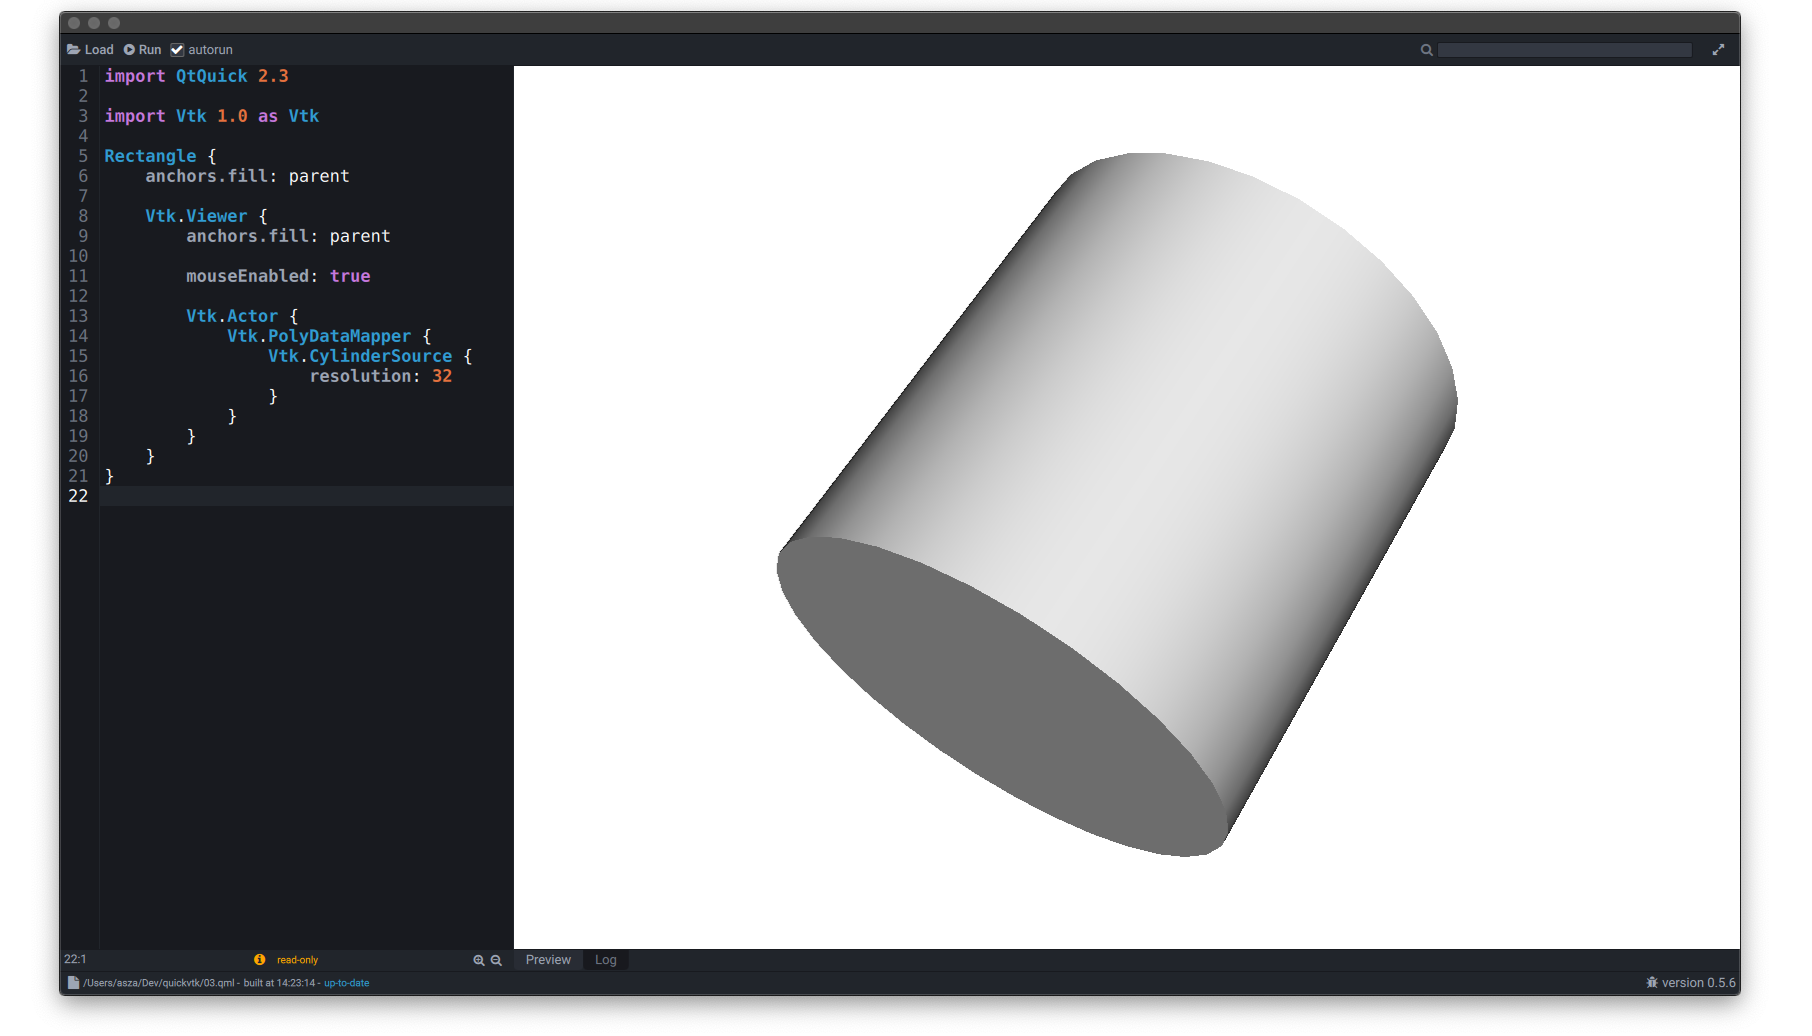 Load Run autorun
1 import QtQuick 2.3
2
3 import Vtk 1.0 as Vtk
4
5 Rectangle {
6     anchors.fill: parent
7
8     Vtk.Viewer {
9         anchors.fill: parent
10
11         mouseEnabled: true
12
13         Vtk.Actor {
14             Vtk.PolyDataMapper {
15                 Vtk.CylinderSource {
16                     resolution: 32
17                 }
18             }
19         }
20     }
21 }
22
22:1 read-only Preview Log
/Users/asza/Dev/quickvtk/03.qml - built at 14:23:14 - up-to-date version 0.5.6